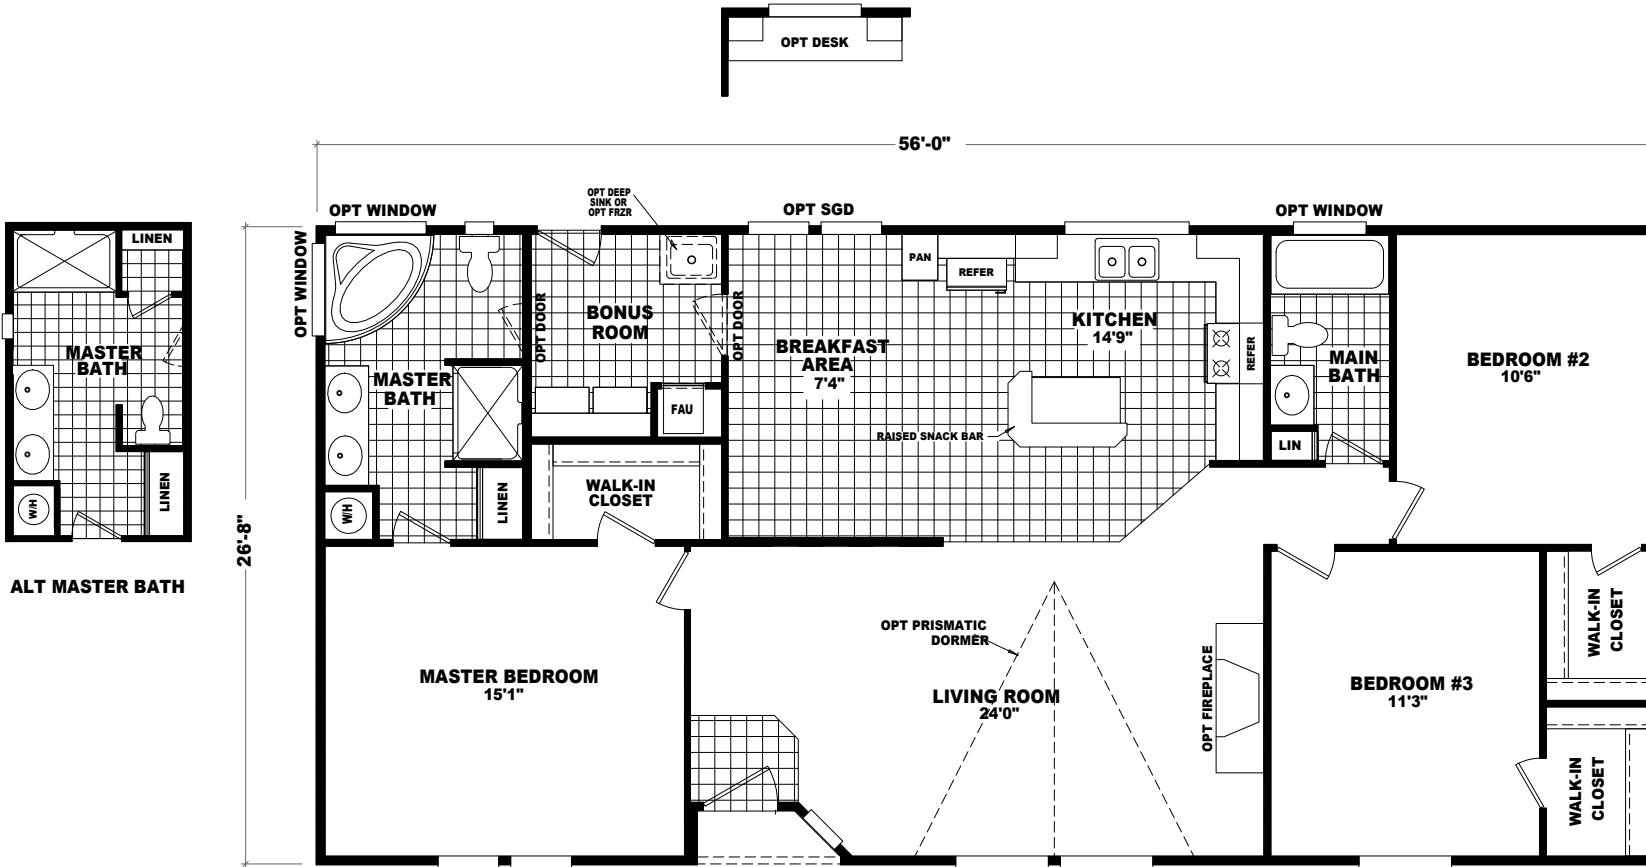 OPT DESK
56'-0"
OPT WINDOW
OPT DEEP
SINK OR
OPT FRZR
OPT SGD
OPT WINDOW
LINEN
MASTER
BATH
LINEN
W/H
ALT MASTER BATH
26'-8"
OPT WINDOW
MASTER
BATH
W/H
LINEN
OPT DOOR
BONUS
ROOM
OPT DOOR
FAU
WALK-IN
CLOSET
BREAKFAST
AREA
7'4"
PAN
REFER
KITCHEN
14'9"
REFER
RAISED SNACK BAR
MAIN
BATH
LIN
BEDROOM #2
10'6"
MASTER BEDROOM
15'1"
OPT PRISMATIC
DORMER
LIVING ROOM
24'0"
OPT FIREPLACE
BEDROOM #3
11'3"
WALK-IN
CLOSET
WALK-IN
CLOSET